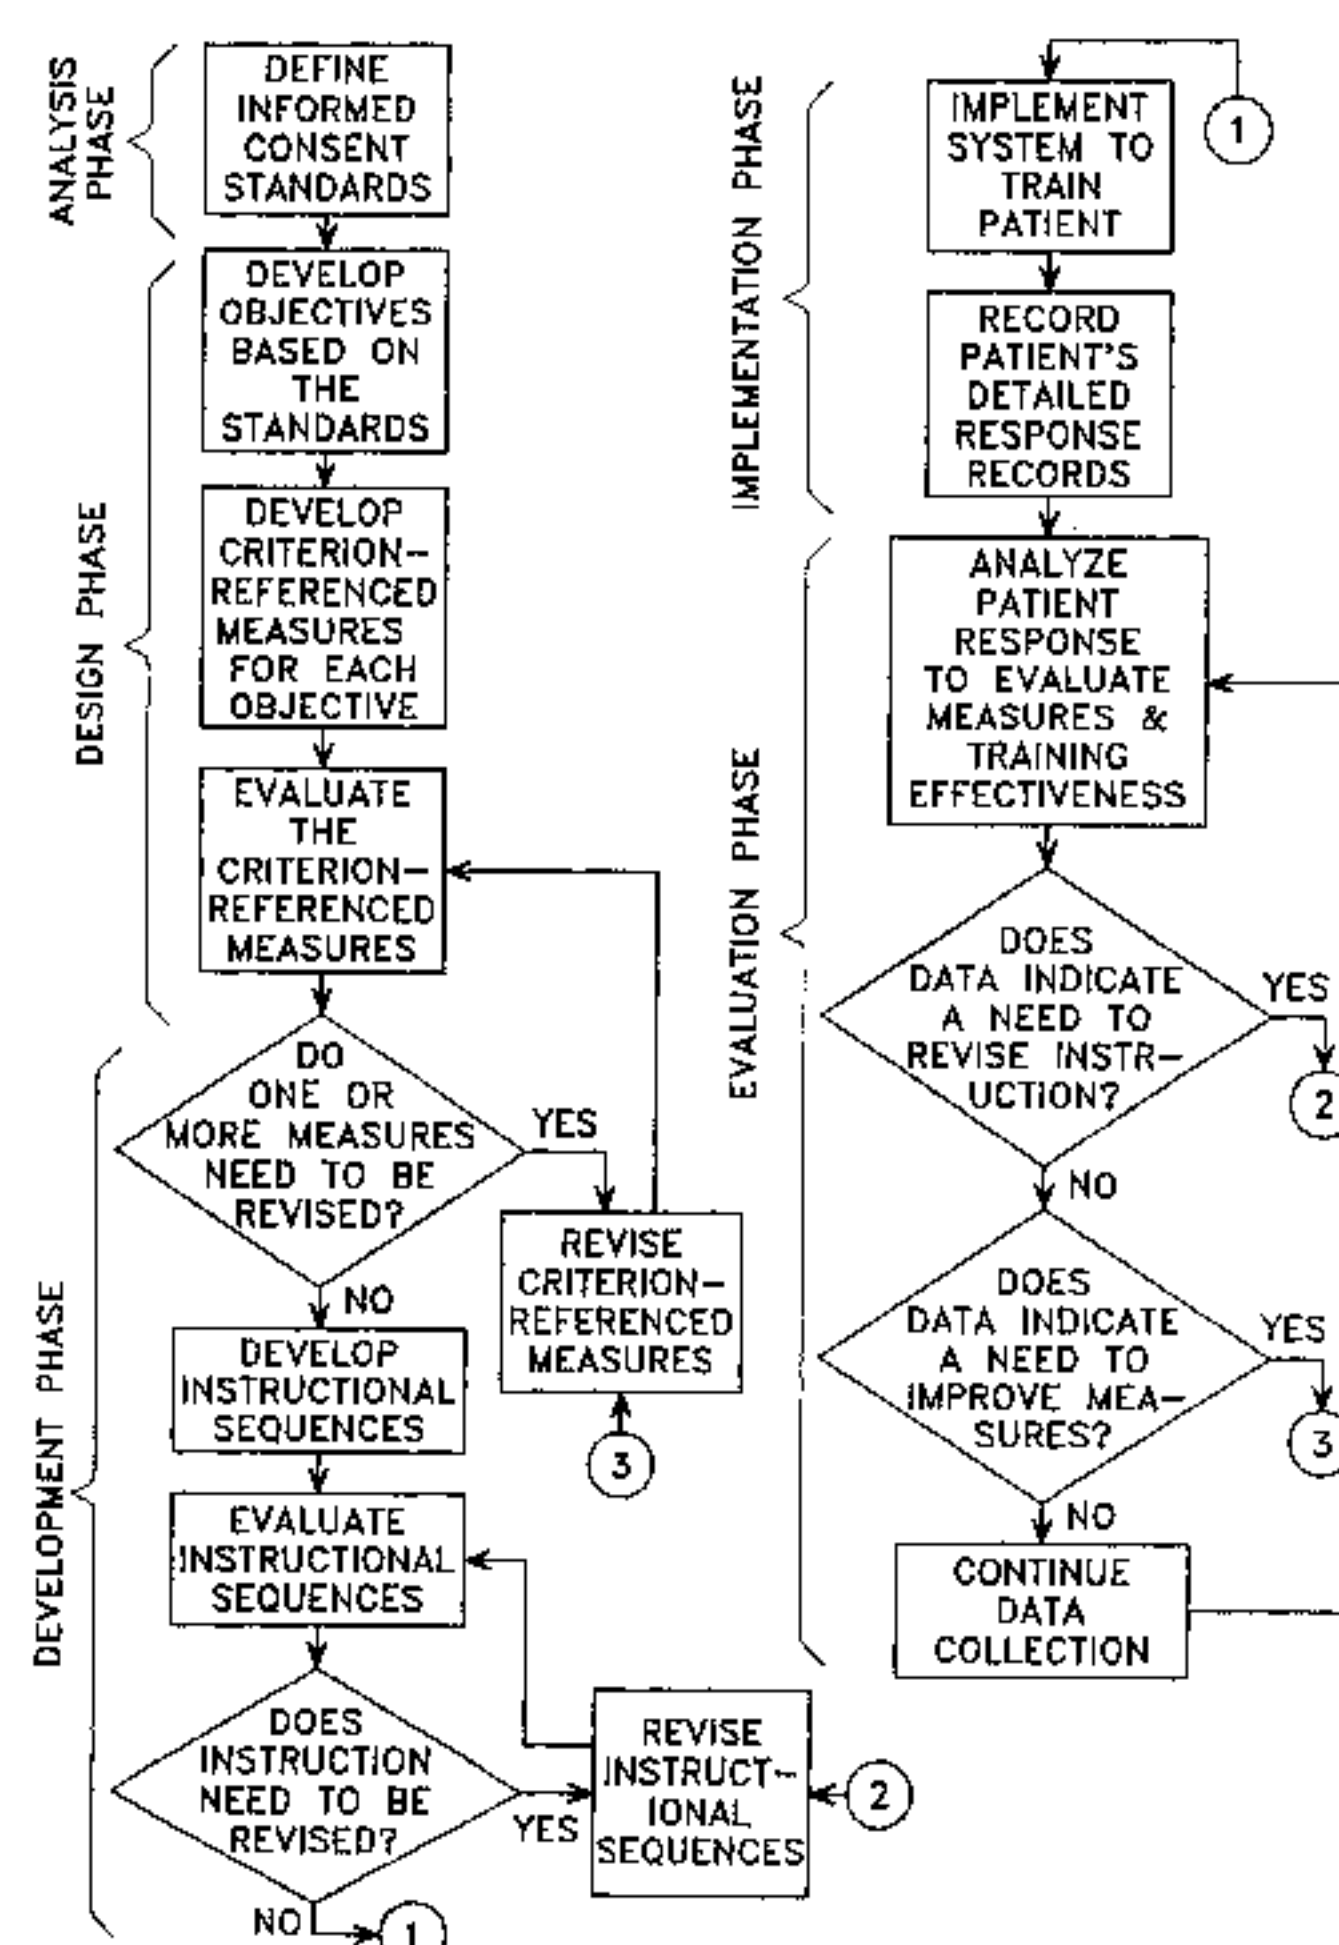 ANALYSIS
PHASE
DEFINE
INFORMED
CONSENT
STANDARDS
DESIGN PHASE
DEVELOP
OBJECTIVES
BASED ON
THE
STANDARDS
DEVELOP
CRITERION-
REFERENCED
MEASURES
FOR EACH
OBJECTIVE
EVALUATE
THE
CRITERION-
REFERENCED
MEASURES
DEVELOPMENT PHASE
DO
ONE OR
MORE MEASURES
NEED TO BE
REVISED?
YES
REVISE
CRITERION-
REFERENCED
MEASURES
3
NO
DEVELOP
INSTRUCTIONAL
SEQUENCES
EVALUATE
INSTRUCTIONAL
SEQUENCES
DOES
INSTRUCTION
NEED TO BE
REVISED?
YES
REVISE
INSTRUCT-
IONAL
SEQUENCES
2
NO
1
IMPLEMENTATION PHASE
1
IMPLEMENT
SYSTEM TO
TRAIN
PATIENT
RECORD
PATIENT'S
DETAILED
RESPONSE
RECORDS
EVALUATION PHASE
ANALYZE
PATIENT
RESPONSE
TO EVALUATE
MEASURES &
TRAINING
EFFECTIVENESS
DOES
DATA INDICATE
A NEED TO
REVISE INSTR-
UCTION?
YES
2
NO
DOES
DATA INDICATE
A NEED TO
IMPROVE MEA-
SURES?
YES
3
NO
CONTINUE
DATA
COLLECTION